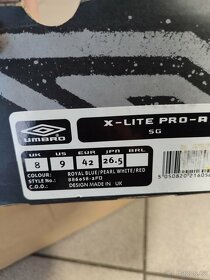 X-LITE PRO-A
SG
UMBRO
UK US EUR JPN BRL
8 9 42 26.5
COLOUR: ROYAL BLUE/PEARL WHITE/RED
STYLE No.:
C.O.O.: DESIGN MADE IN UK